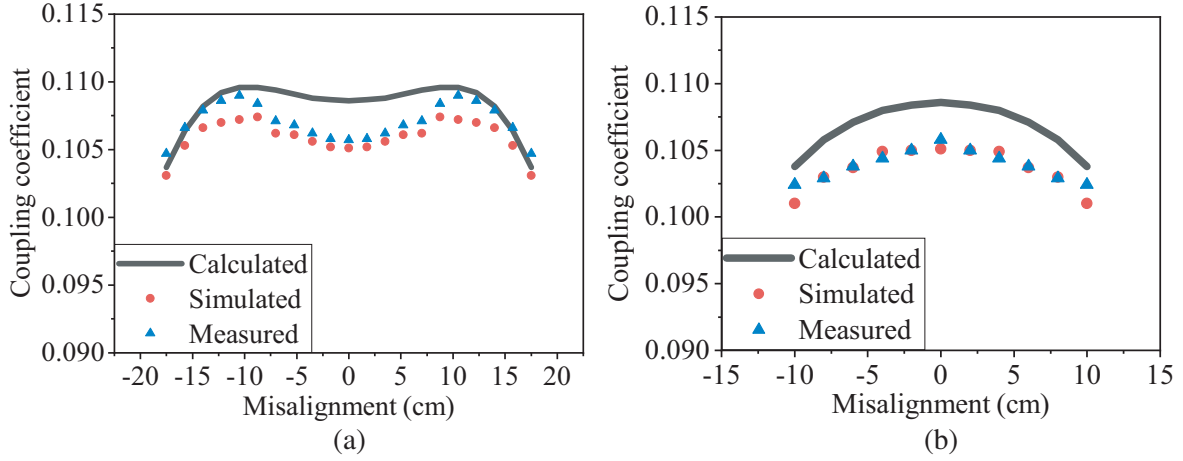 0.115
0.110
0.105
0.100
0.095
0.090
Coupling coefficient
Calculated
Simulated
Measured
-20 -15 -10 -5 0 5 10 15 20
Misalignment (cm)
(a)
0.115
0.110
0.105
0.100
0.095
0.090
Coupling coefficient
Calculated
Simulated
Measured
-15 -10 -5 0 5 10 15
Misalignment (cm)
(b)